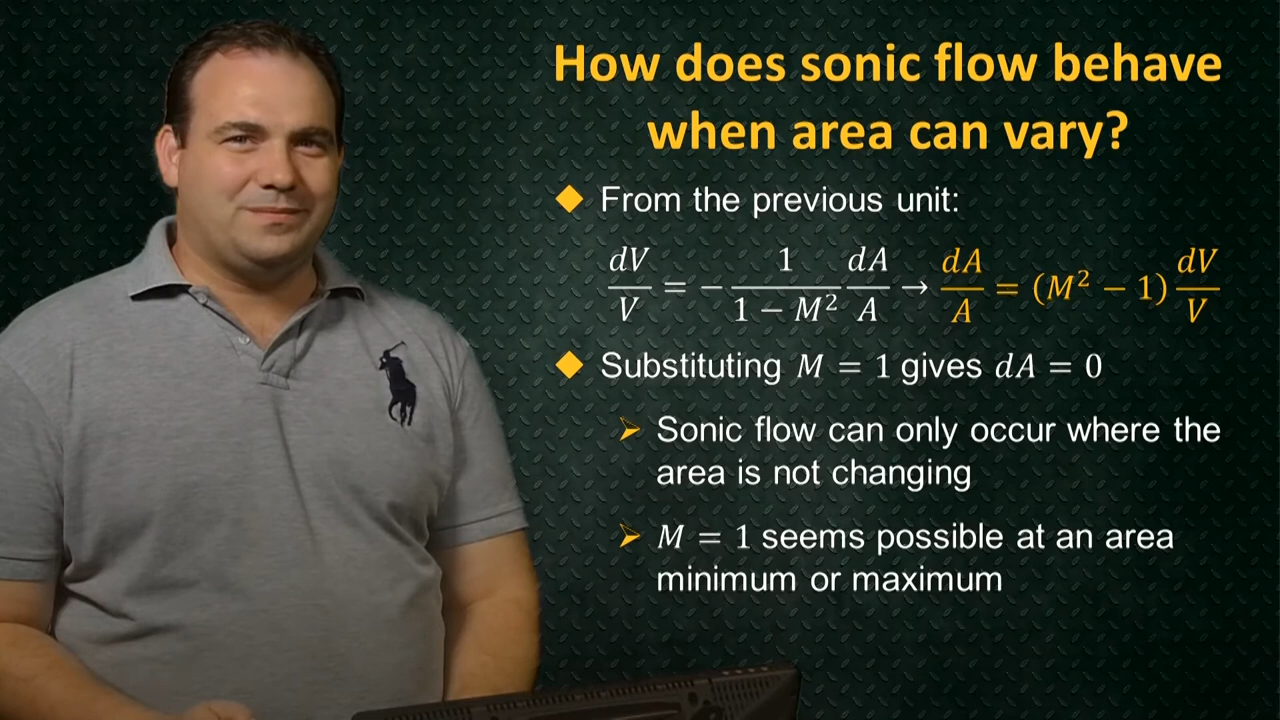 How does sonic flow behave
when area can vary?
From the previous unit:
dV/V = − 1/(1 − M²) dA/A → dA/A = (M² − 1) dV/V
Substituting M = 1 gives dA = 0
Sonic flow can only occur where the
area is not changing
M = 1 seems possible at an area
minimum or maximum